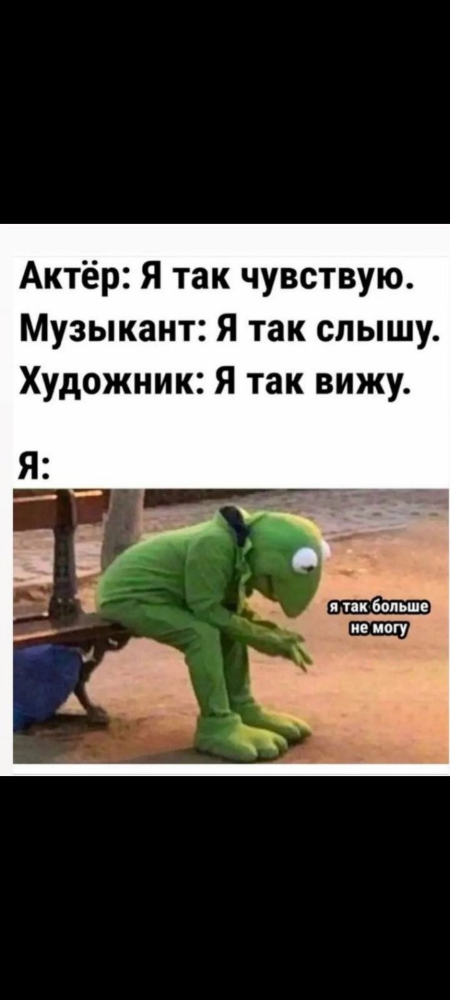 Актёр: Я так чувствую.
Музыкант: Я так слышу.
Художник: Я так вижу.
Я:
я так больше
не могу